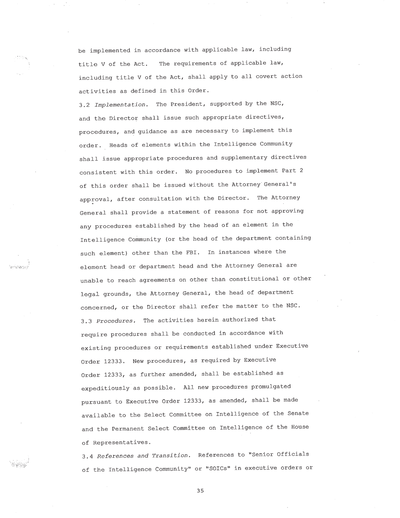 be implemented in accordance with applicable law, including
title V of the Act. The requirements of applicable law,
including title V of the Act, shall apply to all covert action
activities as defined in this Order.
3.2 Implementation. The President, supported by the NSC,
and the Director shall issue such appropriate directives,
procedures, and guidance as are necessary to implement this
order. Heads of elements within the Intelligence Community
shall issue appropriate procedures and supplementary directives
consistent with this order. No procedures to implement Part 2
of this order shall be issued without the Attorney General's
approval, after consultation with the Director. The Attorney
General shall provide a statement of reasons for not approving
any procedures established by the head of an element in the
Intelligence Community (or the head of the department containing
such element) other than the FBI. In instances where the
element head or department head and the Attorney General are
unable to reach agreements on other than constitutional or other
legal grounds, the Attorney General, the head of department
concerned, or the Director shall refer the matter to the NSC.
3.3 Procedures. The activities herein authorized that
require procedures shall be conducted in accordance with
existing procedures or requirements established under Executive
Order 12333. New procedures, as required by Executive
Order 12333, as further amended, shall be established as
expeditiously as possible. All new procedures promulgated
pursuant to Executive Order 12333, as amended, shall be made
available to the Select Committee on Intelligence of the Senate
and the Permanent Select Committee on Intelligence of the House
of Representatives.
3.4 References and Transition. References to "Senior Officials
of the Intelligence Community" or "SOICs" in executive orders or
35